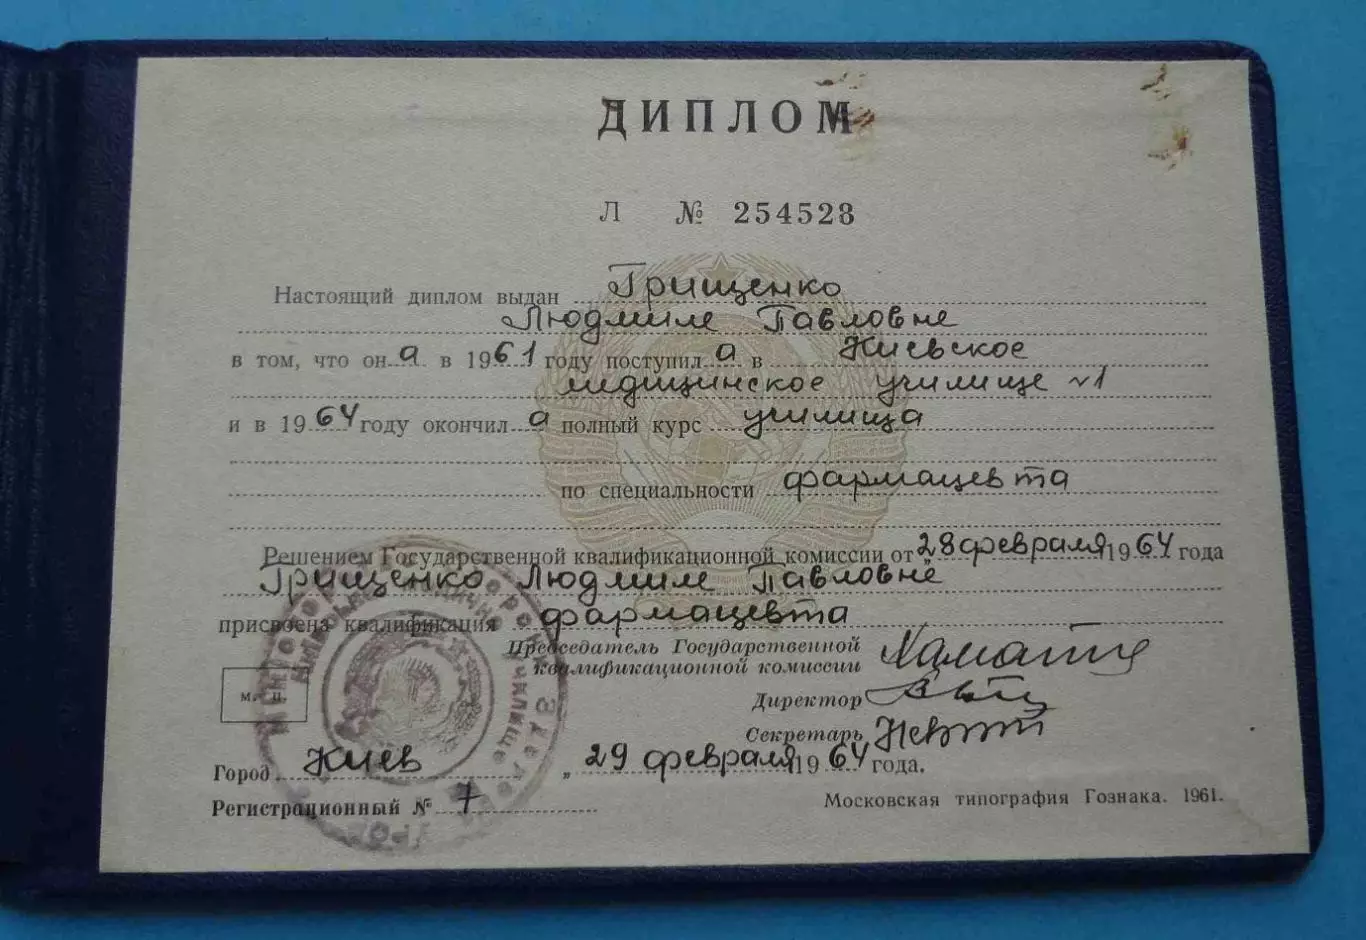 ДИПЛОМ
Л № 254528
Настоящий диплом выдан Грищенко
Людмиле Павловне
в том, что он а в 1961 году поступил а в Киевское
медицинское училище №1
и в 1964 году окончил а полный курс училища
по специальности фармацевта
Решением Государственной квалификационной комиссии от „28 февраля 1964 года
Грищенко Людмиле Павловне
присвоена квалификация фармацевта
Председатель Государственной
квалификационной комиссии
Директор
Секретарь
м. п.
Город Киев „29 февраля 1964 года.
Регистрационный № 7
Московская типография Гознака. 1961.